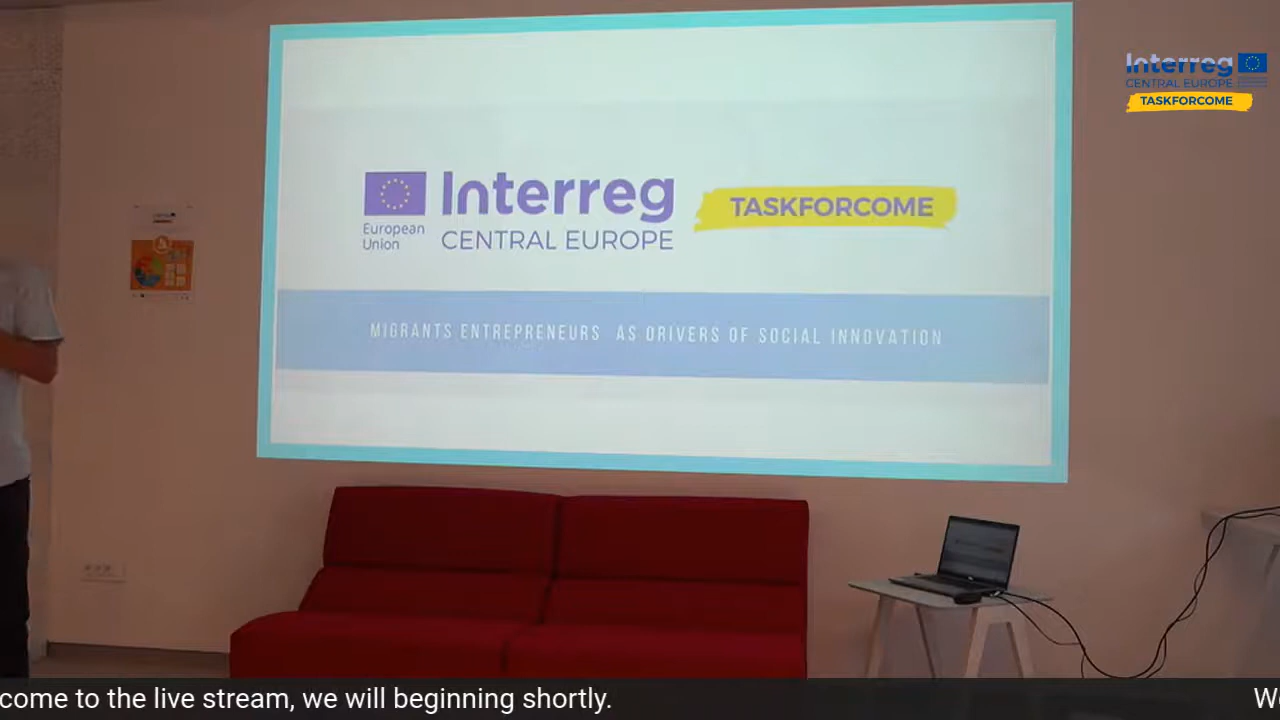 Interreg
CENTRAL EUROPE
TASKFORCOME
European
Union
Interreg
CENTRAL EUROPE
TASKFORCOME
MIGRANTS ENTREPRENEURS AS DRIVERS OF SOCIAL INNOVATION
come to the live stream, we will beginning shortly.